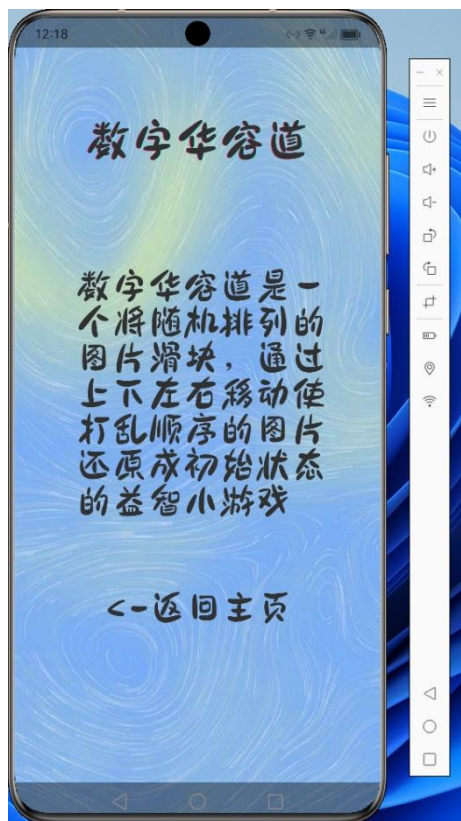 12:18
数字华容道
数字华容道是一
个将随机排列的
图片滑块，通过
上下左右移动使
打乱顺序的图片
还原成初始状态
的益智小游戏
<-返回主页